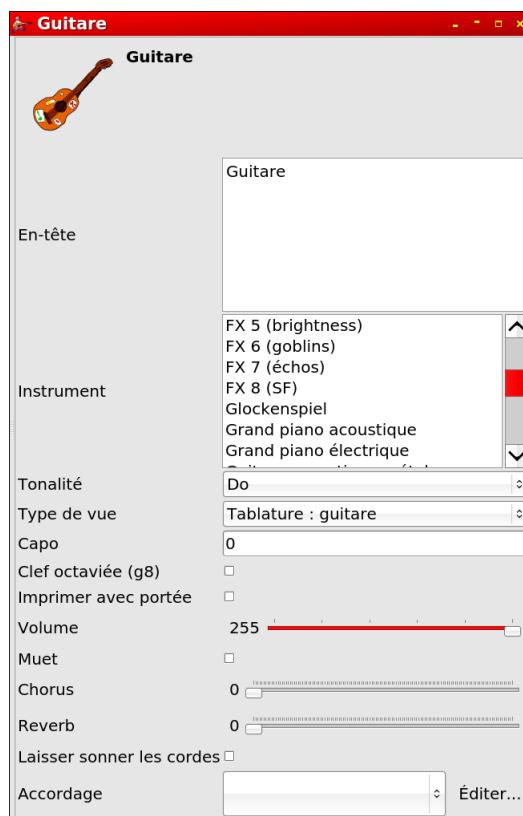 Guitare
Guitare
Guitare
En-tête
FX 5 (brightness)
FX 6 (goblins)
FX 7 (échos)
FX 8 (SF)
Instrument
Glockenspiel
Grand piano acoustique
Grand piano électrique
Tonalité Do
Type de vue Tablature : guitare
Capo 0
Clef octaviée (g8)
Imprimer avec portée
Volume 255
Muet
Chorus 0
Reverb 0
Laisser sonner les cordes
Accordage Éditer...